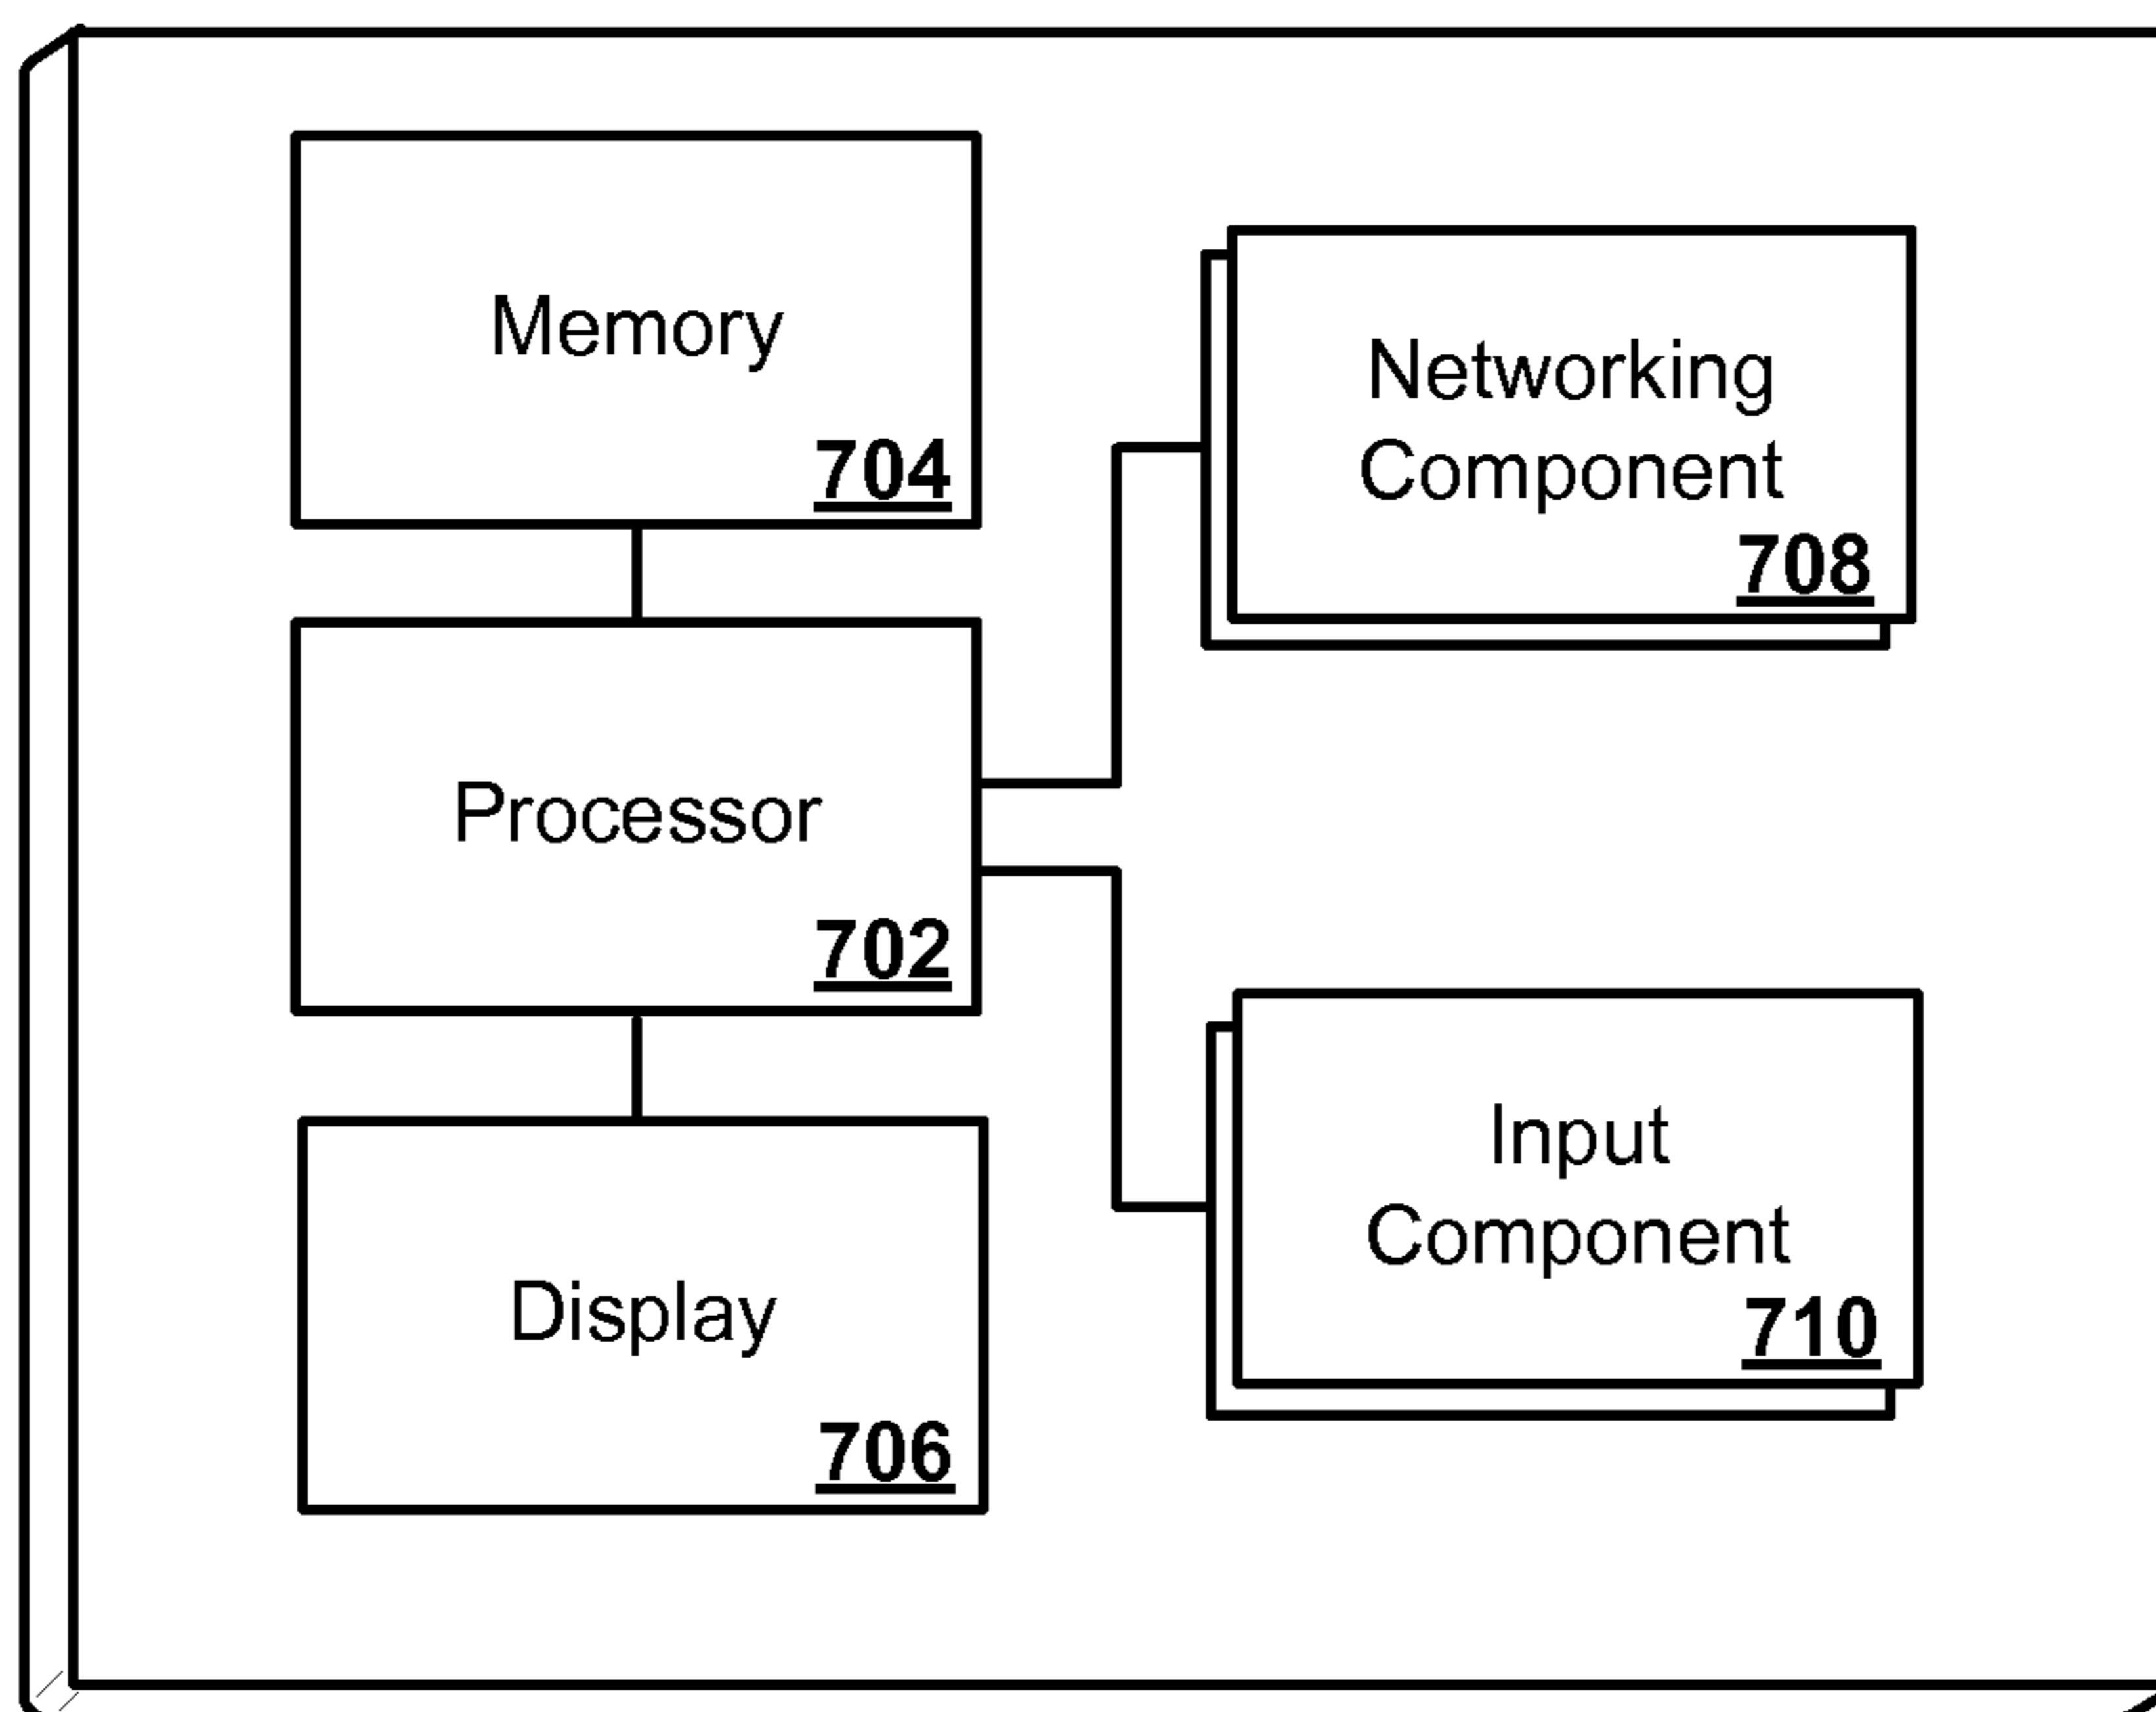 Memory
704
Networking
Component
708
Processor
702
Input
Component
710
Display
706